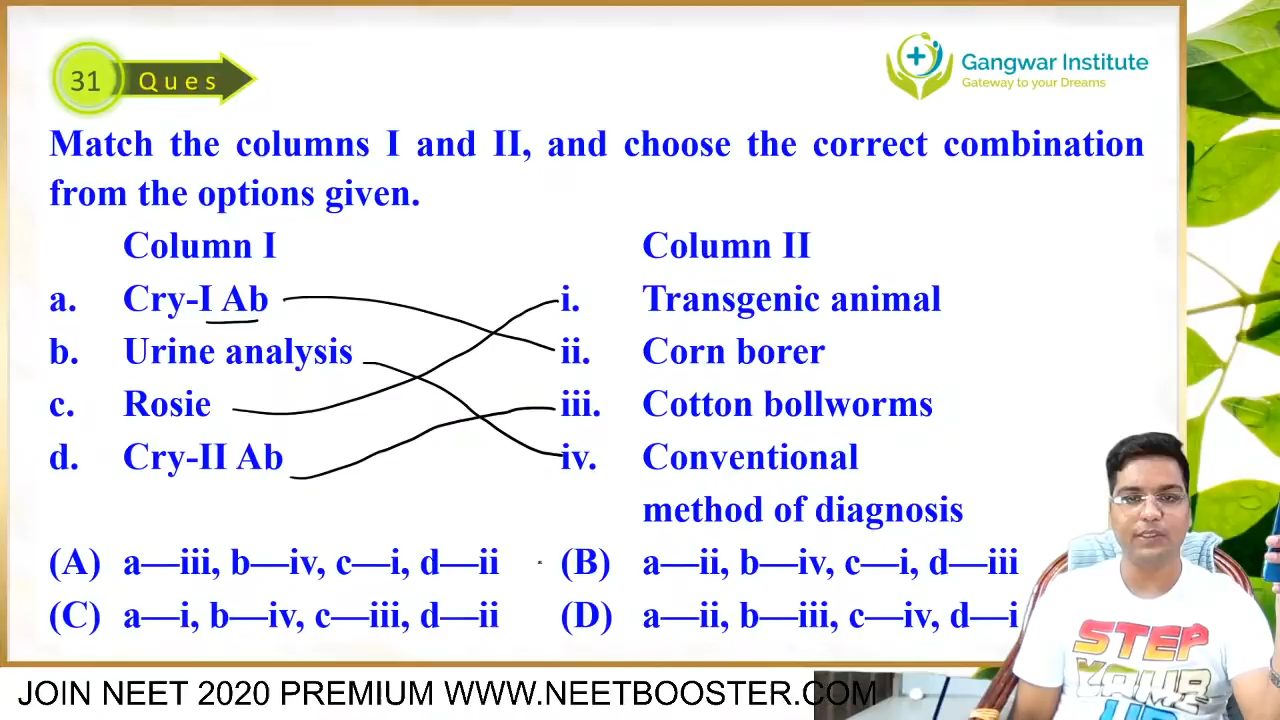 31 Ques
Gangwar Institute
Gateway to your Dreams
Match the columns I and II, and choose the correct combination
from the options given.
Column I Column II
a. Cry-I Ab i. Transgenic animal
b. Urine analysis ii. Corn borer
c. Rosie iii. Cotton bollworms
d. Cry-II Ab iv. Conventional
method of diagnosis
(A) a—iii, b—iv, c—i, d—ii (B) a—ii, b—iv, c—i, d—iii
(C) a—i, b—iv, c—iii, d—ii (D) a—ii, b—iii, c—iv, d—i
STEP
YOUR
UP
JOIN NEET 2020 PREMIUM WWW.NEETBOOSTER.COM